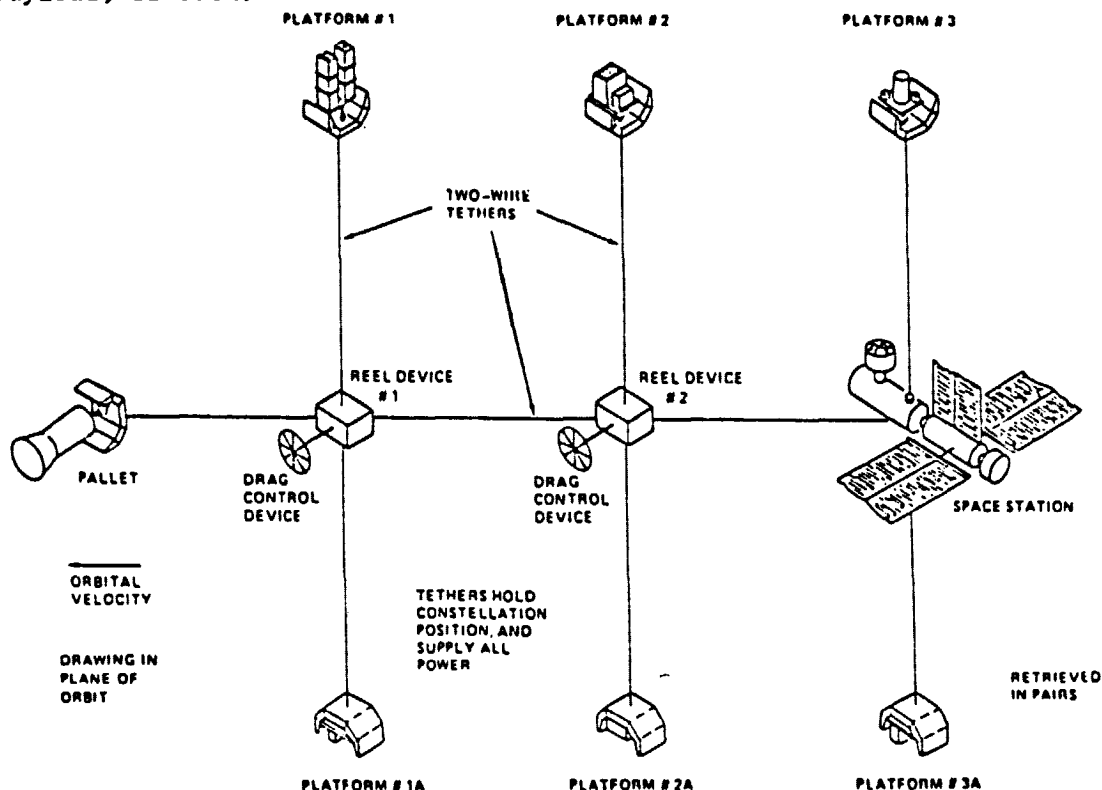 PLATFORM #1
PLATFORM #2
PLATFORM #3
TWO-WIRE
TETHERS
REEL DEVICE
#1
REEL DEVICE
#2
PALLET
DRAG
CONTROL
DEVICE
DRAG
CONTROL
DEVICE
SPACE STATION
ORBITAL
VELOCITY
TETHERS HOLD
CONSTELLATION
POSITION, AND
SUPPLY ALL
POWER
DRAWING IN
PLANE OF
ORBIT
RETRIEVED
IN PAIRS
PLATFORM #1A
PLATFORM #2A
PLATFORM #3A